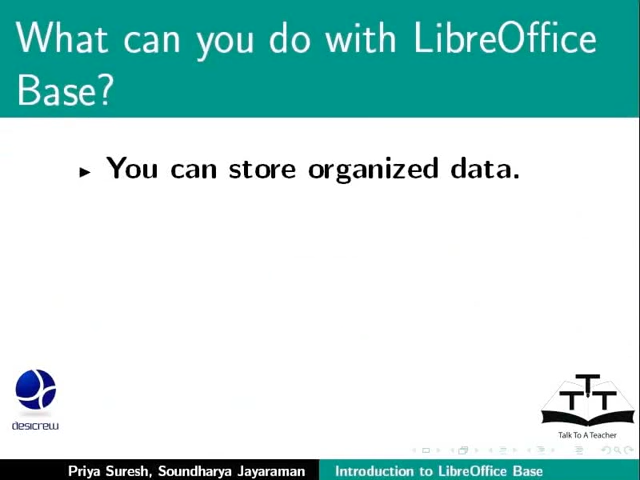 What can you do with LibreOffice
Base?
You can store organized data.
desicrew
T T T
Talk To A Teacher
Priya Suresh, Soundharya Jayaraman
Introduction to LibreOffice Base